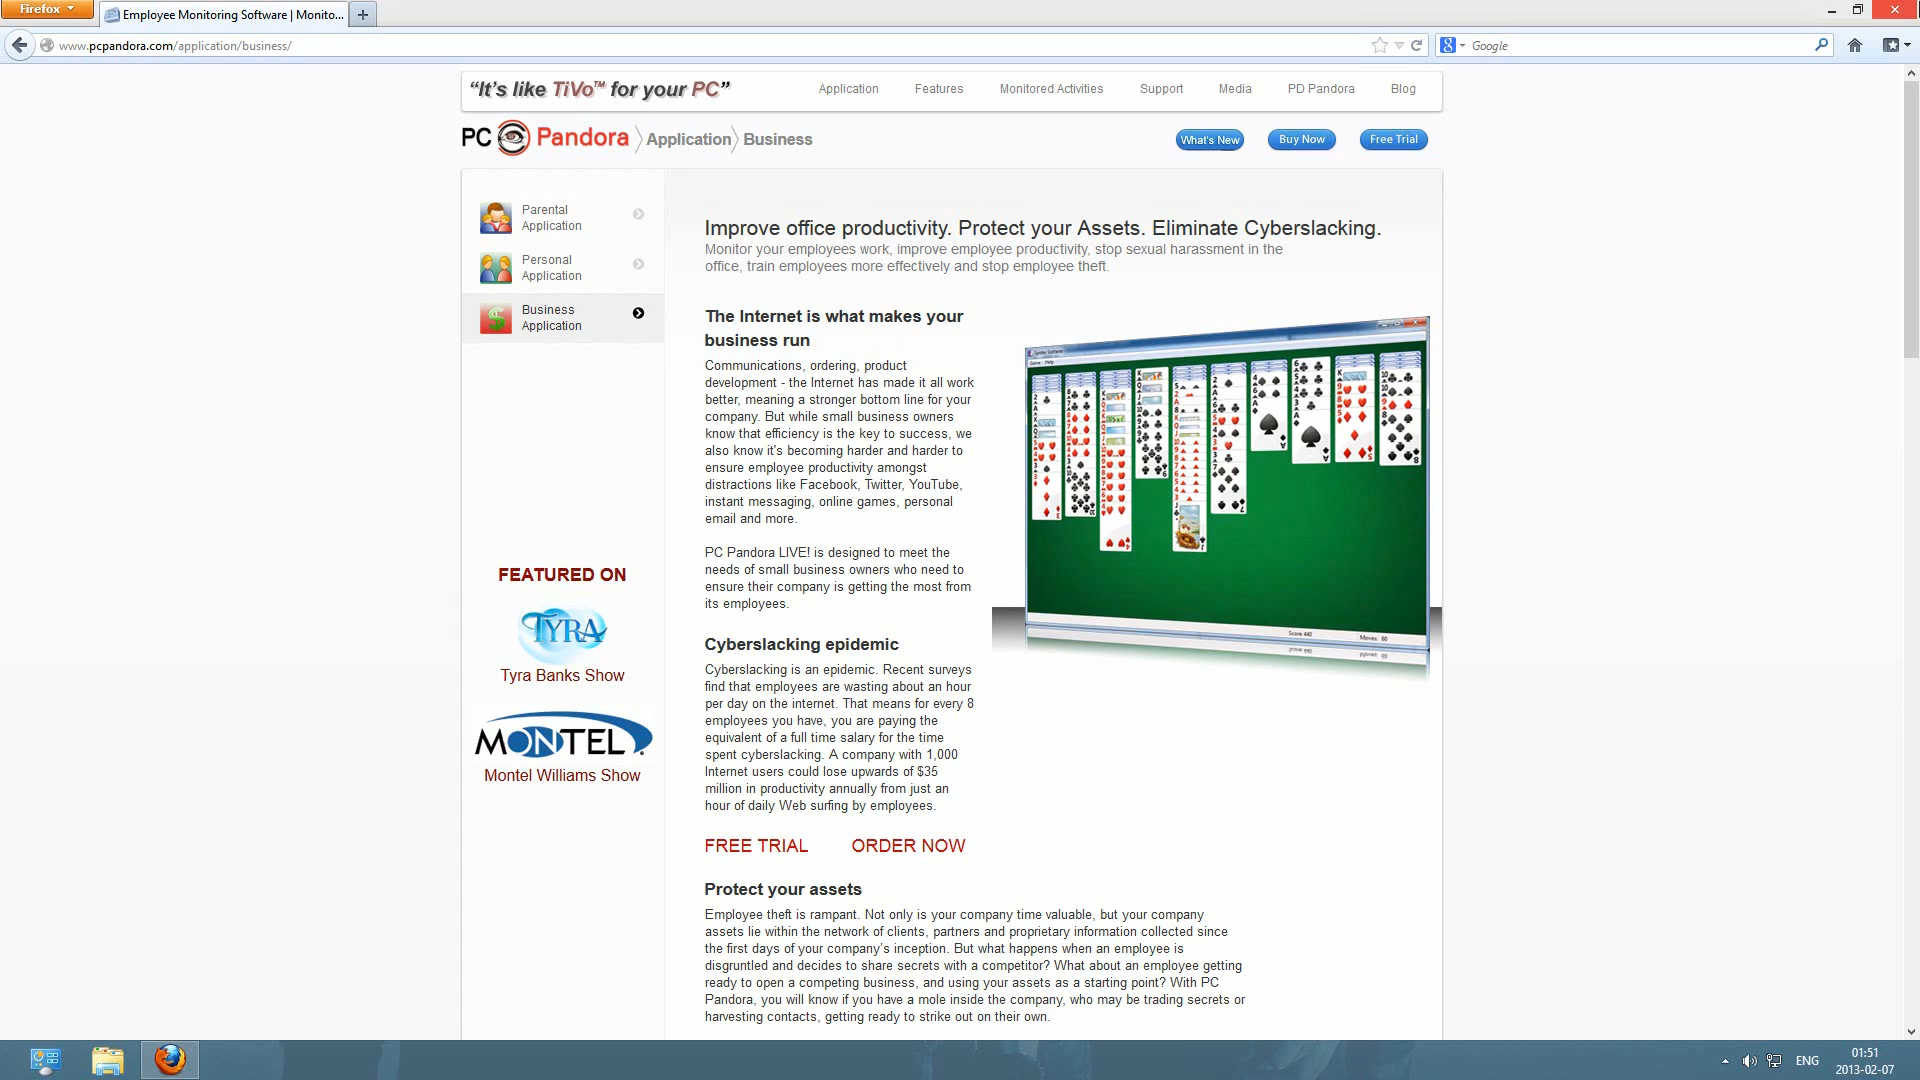 Firefox
Employee Monitoring Software | Monito...
www.pcpandora.com/application/business/
Google
“It's like TiVo™ for your PC”
Application
Features
Monitored Activities
Support
Media
PD Pandora
Blog
PC Pandora
Application
Business
What's New
Buy Now
Free Trial
Parental
Application
Personal
Application
Business
Application
FEATURED ON
TYRA
Tyra Banks Show
MONTEL
Montel Williams Show
Improve office productivity. Protect your Assets. Eliminate Cyberslacking.
Monitor your employees work, improve employee productivity, stop sexual harassment in the
office, train employees more effectively and stop employee theft.
The Internet is what makes your
business run
Communications, ordering, product
development - the Internet has made it all work
better, meaning a stronger bottom line for your
company. But while small business owners
know that efficiency is the key to success, we
also know it's becoming harder and harder to
ensure employee productivity amongst
distractions like Facebook, Twitter, YouTube,
instant messaging, online games, personal
email and more.
PC Pandora LIVE! is designed to meet the
needs of small business owners who need to
ensure their company is getting the most from
its employees.
Spider Solitaire
Game Help
Score: 440
Moves: 80
Cyberslacking epidemic
Cyberslacking is an epidemic. Recent surveys
find that employees are wasting about an hour
per day on the internet. That means for every 8
employees you have, you are paying the
equivalent of a full time salary for the time
spent cyberslacking. A company with 1,000
Internet users could lose upwards of $35
million in productivity annually from just an
hour of daily Web surfing by employees.
FREE TRIAL
ORDER NOW
Protect your assets
Employee theft is rampant. Not only is your company time valuable, but your company
assets lie within the network of clients, partners and proprietary information collected since
the first days of your company's inception. But what happens when an employee is
disgruntled and decides to share secrets with a competitor? What about an employee getting
ready to open a competing business, and using your assets as a starting point? With PC
Pandora, you will know if you have a mole inside the company, who may be trading secrets or
harvesting contacts, getting ready to strike out on their own.
ENG
01:51
2013-02-07